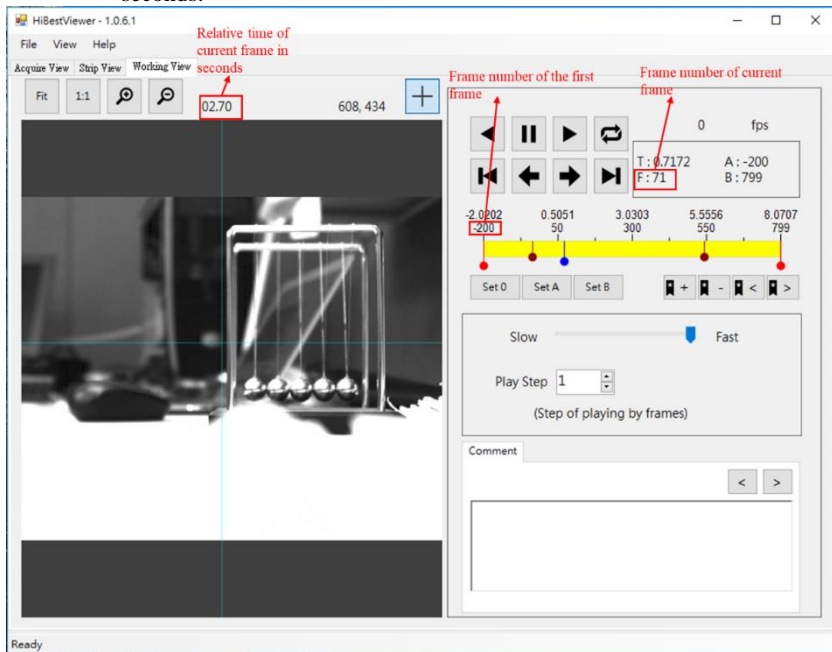 seconds.
HiBestViewer - 1.0.6.1
File View Help
Relative time of
current frame in
seconds
Acquire View Strip View Working View
Fit 1:1
02.70
608, 434
Frame number of the first
frame
Frame number of current
frame
0 fps
T : 0.7172 A : -200
F : 71 B : 799
-2.0202 0.5051 3.0303 5.5556 8.0707
-200 50 300 550 799
Set 0 Set A Set B + - < >
Slow Fast
Play Step 1
(Step of playing by frames)
Comment
< >
Ready